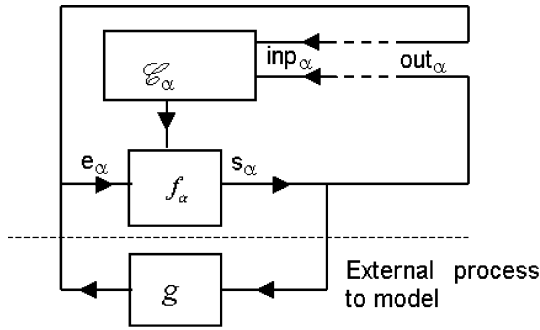 𝒞α
inpα
outα
eα
fα
sα
g
External process
to model